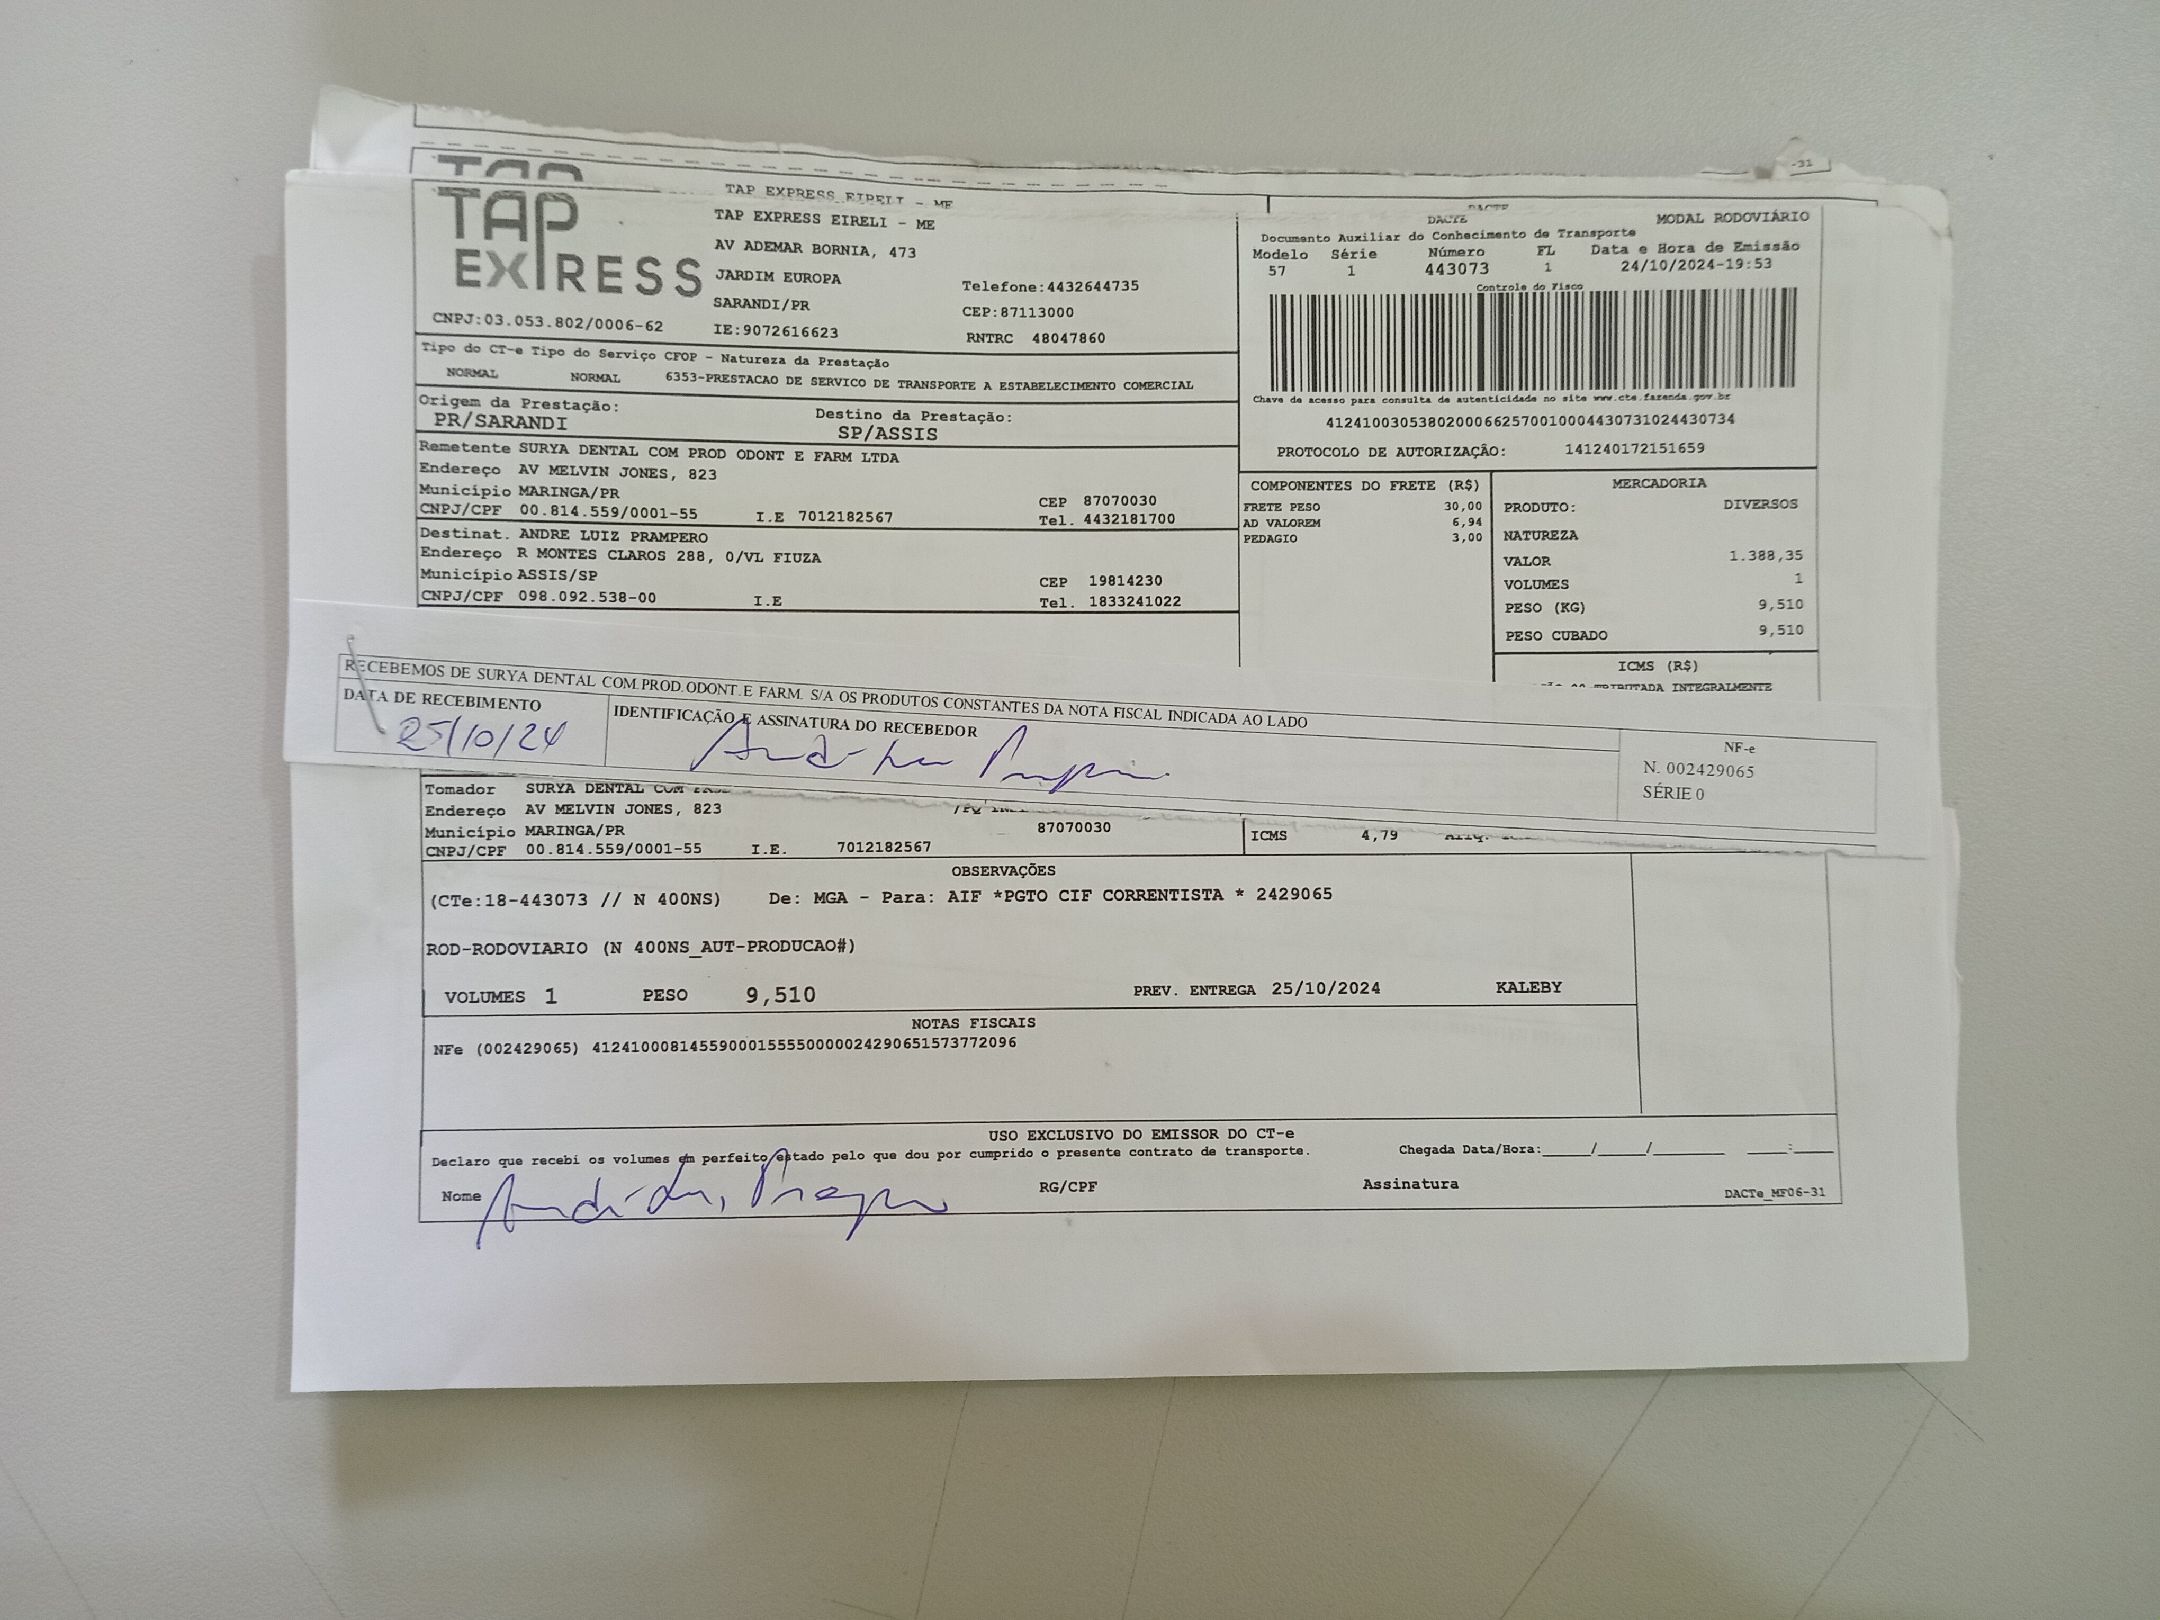 -31
TAP
TAP EXPRESS EIRELI - ME
TAP EXPRESS
TAP EXPRESS EIRELI - ME
AV ADEMAR BORNIA, 473
JARDIM EUROPA
Telefone:4432644735
SARANDI/PR
CEP:87113000
CNPJ:03.053.802/0006-62
IE:9072616623
RNTRC 48047860
DACTE
DACTE
MODAL RODOVIÁRIO
Documento Auxiliar do Conhecimento de Transporte
Modelo Série Número FL Data e Hora de Emissão
57 1 443073 1 24/10/2024-19:53
Controle do Fisco
Chave de acesso para consulta de autenticidade no site www.cte.fazenda.gov.br
41241003053802000662570010004430731024430734
PROTOCOLO DE AUTORIZAÇÂO: 141240172151659
Tipo do CT-e Tipo do Serviço CFOP - Natureza da Prestação
NORMAL NORMAL 6353-PRESTACAO DE SERVICO DE TRANSPORTE A ESTABELECIMENTO COMERCIAL
Origem da Prestação: Destino da Prestação:
PR/SARANDI SP/ASSIS
Remetente SURYA DENTAL COM PROD ODONT E FARM LTDA
Endereço AV MELVIN JONES, 823
Município MARINGA/PR CEP 87070030
CNPJ/CPF 00.814.559/0001-55 I.E 7012182567 Tel. 4432181700
Destinat. ANDRE LUIZ PRAMPERO
Endereço R MONTES CLAROS 288, 0/VL FIUZA
Município ASSIS/SP CEP 19814230
CNPJ/CPF 098.092.538-00 I.E Tel. 1833241022
COMPONENTES DO FRETE (R$)
FRETE PESO 30,00
AD VALOREM 6,94
PEDAGIO 3,00
MERCADORIA
PRODUTO: DIVERSOS
NATUREZA
VALOR 1.388,35
VOLUMES 1
PESO (KG) 9,510
PESO CUBADO 9,510
ICMS (R$)
INTEGRALMENTE
RECEBEMOS DE SURYA DENTAL COM.PROD.ODONT.E FARM. S/A OS PRODUTOS CONSTANTES DA NOTA FISCAL INDICADA AO LADO
DATA DE RECEBIMENTO
IDENTIFICAÇÃO E ASSINATURA DO RECEBEDOR
25/10/24
NF-e
N. 002429065
SÉRIE 0
Tomador SURYA DENTAL COM
Endereço AV MELVIN JONES, 823
Município MARINGA/PR 87070030
CNPJ/CPF 00.814.559/0001-55 I.E. 7012182567
ICMS 4,79
OBSERVAÇÕES
(CTe:18-443073 // N 400NS) De: MGA - Para: AIF *PGTO CIF CORRENTISTA * 2429065
ROD-RODOVIARIO (N 400NS_AUT-PRODUCAO#)
VOLUMES 1 PESO 9,510 PREV. ENTREGA 25/10/2024 KALEBY
NOTAS FISCAIS
NFe (002429065) 41241000814559000155550000024290651573772096
USO EXCLUSIVO DO EMISSOR DO CT-e
Declaro que recebi os volumes em perfeito estado pelo que dou por cumprido o presente contrato de transporte.
Chegada Data/Hora:____/____/______ ___:___
Nome RG/CPF Assinatura
DACTe_MF06-31